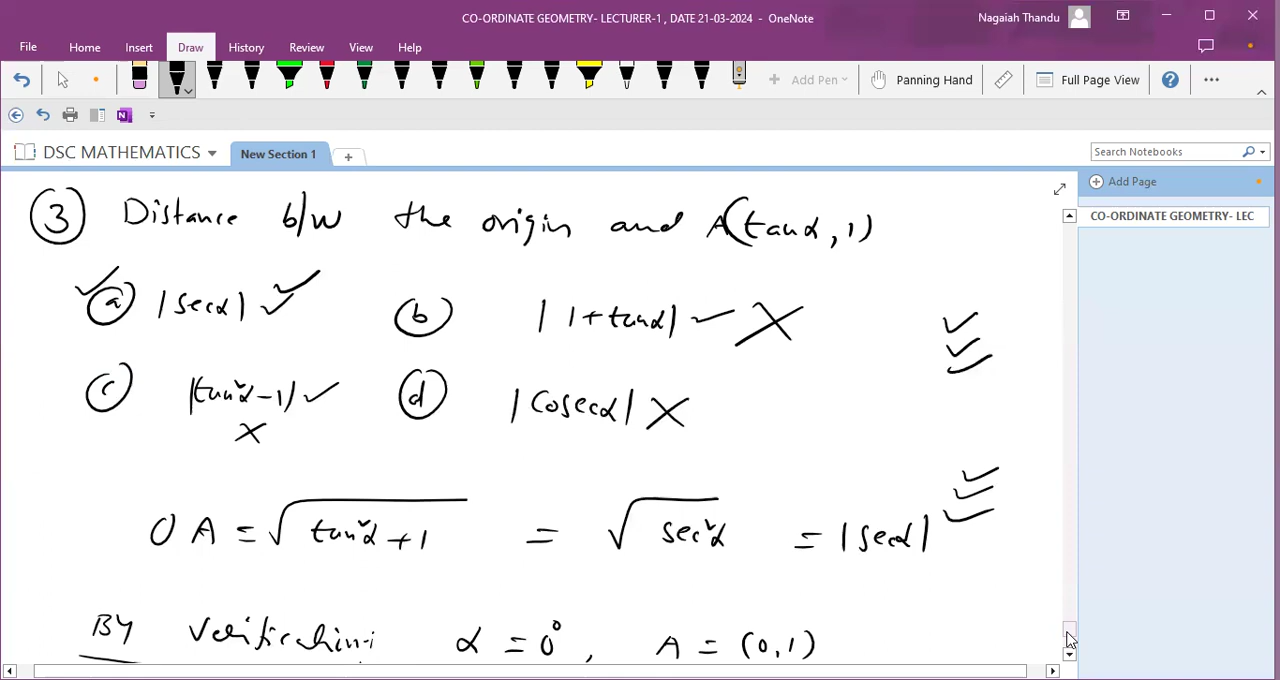 CO-ORDINATE GEOMETRY- LECTURER-1 , DATE 21-03-2024 - OneNote
Nagaiah Thandu
File Home Insert Draw History Review View Help
Add Pen Panning Hand Full Page View
DSC MATHEMATICS New Section 1 Search Notebooks
Add Page
CO-ORDINATE GEOMETRY- LEC
③ Distance b/w the origin and A(tanα, 1)
ⓐ |secα| ⓑ |1+tanα|
ⓒ |tan²α-1| ⓓ |cosecα|
OA = √(tan²α+1) = √(sec²α) = |secα|
BY Verification: α = 0°, A = (0,1)